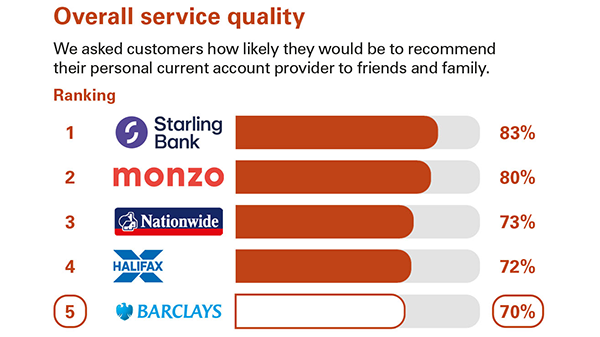 Overall service quality
We asked customers how likely they would be to recommend
their personal current account provider to friends and family.
Ranking
1 Starling Bank 83%
2 monzo 80%
3 Nationwide 73%
4 HALIFAX 72%
5 BARCLAYS 70%